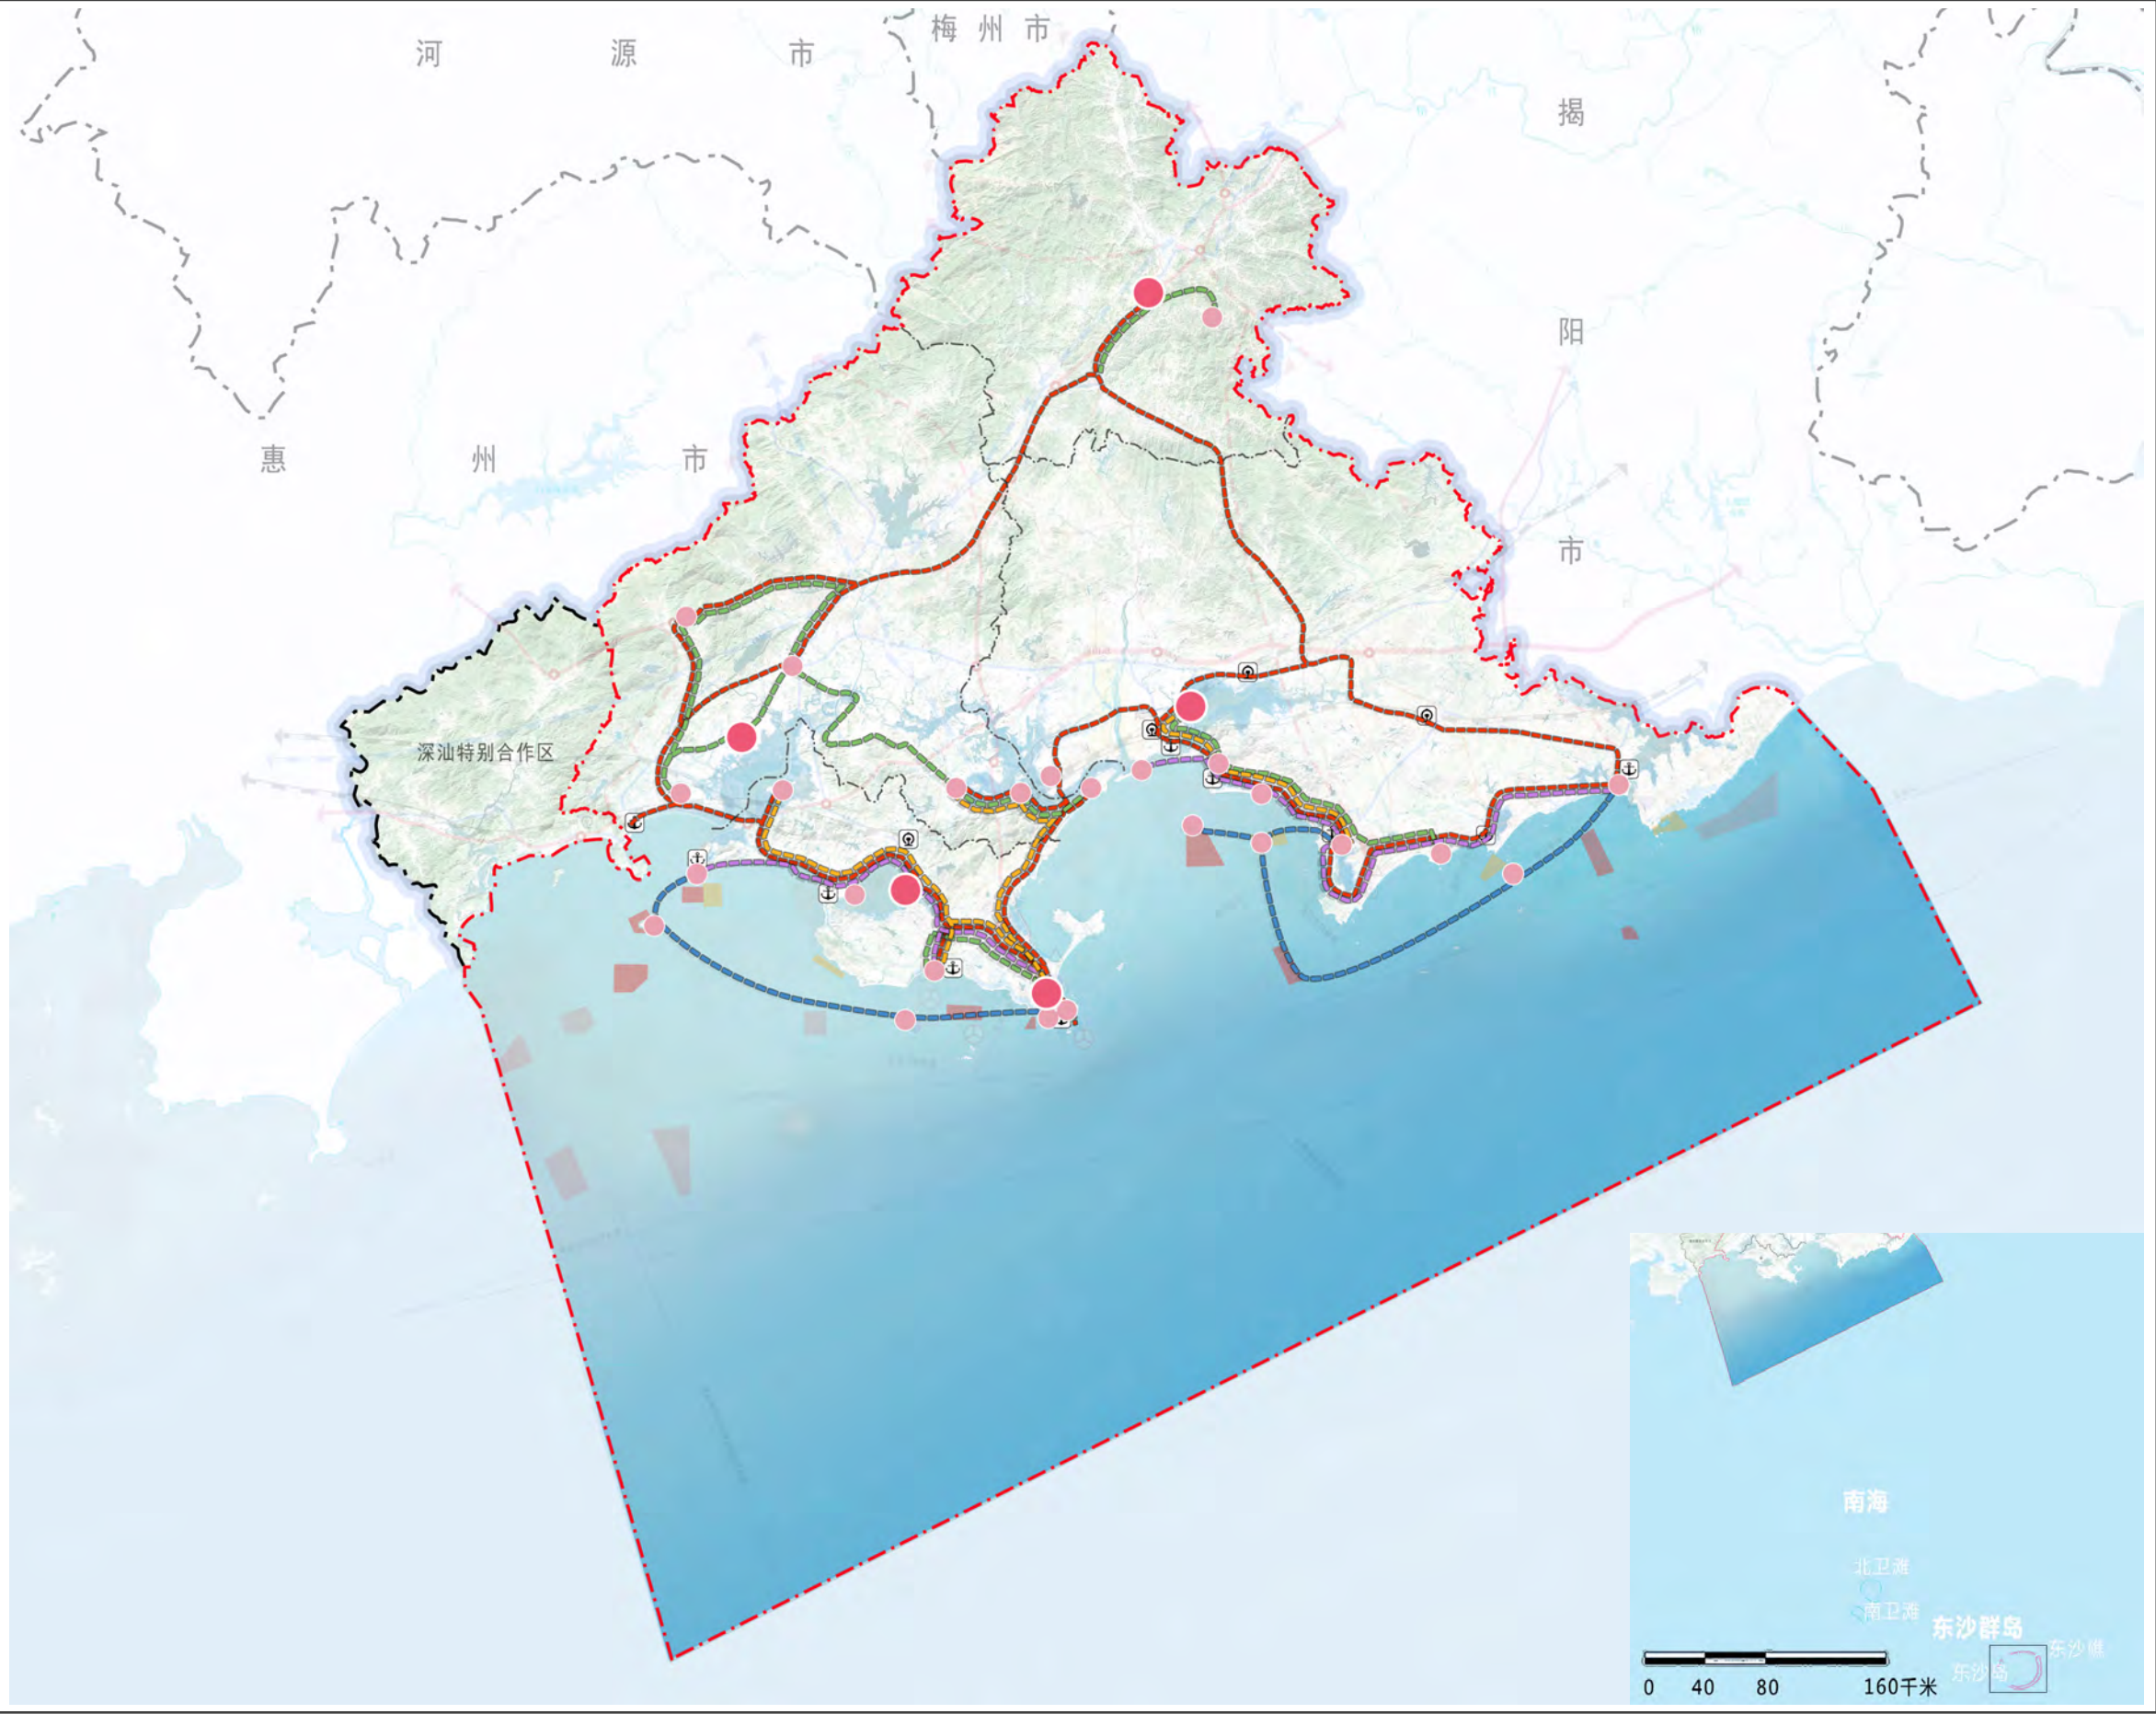 梅州市
河源市
揭
阳
市
惠州市
深汕特别合作区
南海
北卫滩
南卫滩
东沙群岛
东沙礁
东沙岛
0 40 80 160千米